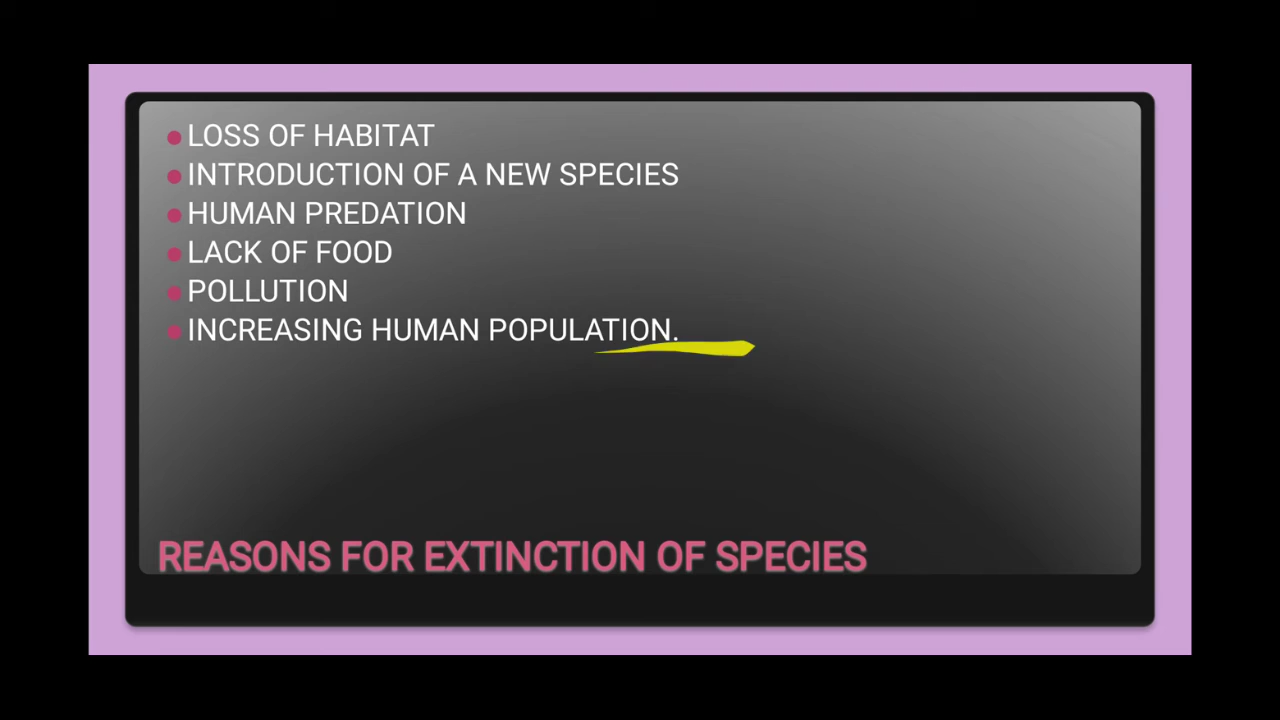 LOSS OF HABITAT
INTRODUCTION OF A NEW SPECIES
HUMAN PREDATION
LACK OF FOOD
POLLUTION
INCREASING HUMAN POPULATION.
REASONS FOR EXTINCTION OF SPECIES